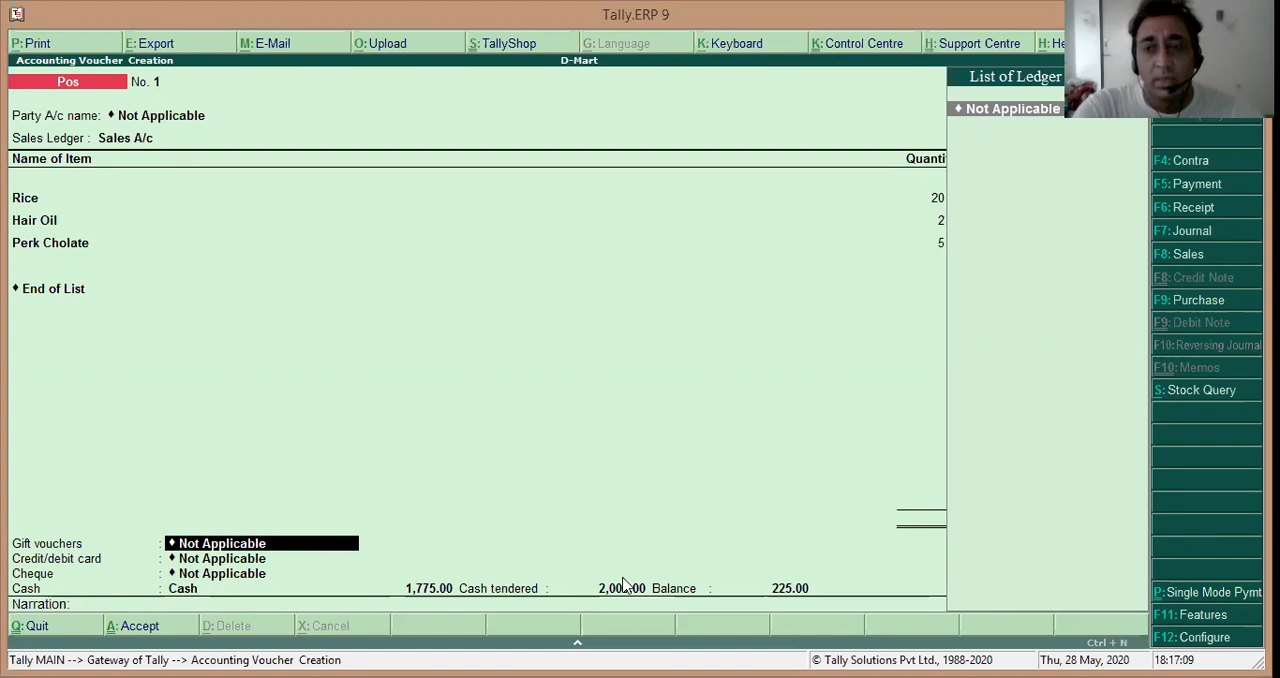 Tally.ERP 9
P: Print E: Export M: E-Mail O: Upload S: TallyShop G: Language K: Keyboard K: Control Centre H: Support Centre H: He
Accounting Voucher Creation D-Mart
Pos No. 1 List of Ledger
Party A/c name: ♦ Not Applicable ♦ Not Applicable
Sales Ledger : Sales A/c
Name of Item Quanti
Rice 20
Hair Oil 2
Perk Cholate 5
♦ End of List
F4: Contra
F5: Payment
F6: Receipt
F7: Journal
F8: Sales
F8: Credit Note
F9: Purchase
F9: Debit Note
F10: Reversing Journal
F10: Memos
S: Stock Query
Gift vouchers : ♦ Not Applicable
Credit/debit card : ♦ Not Applicable
Cheque : ♦ Not Applicable
Cash : Cash 1,775.00 Cash tendered : 2,000.00 Balance : 225.00
Narration:
P: Single Mode Pymt
F11: Features
F12: Configure
Q: Quit A: Accept D: Delete X: Cancel
Ctrl + N
Tally MAIN --> Gateway of Tally --> Accounting Voucher Creation © Tally Solutions Pvt Ltd., 1988-2020 Thu, 28 May, 2020 18:17:09